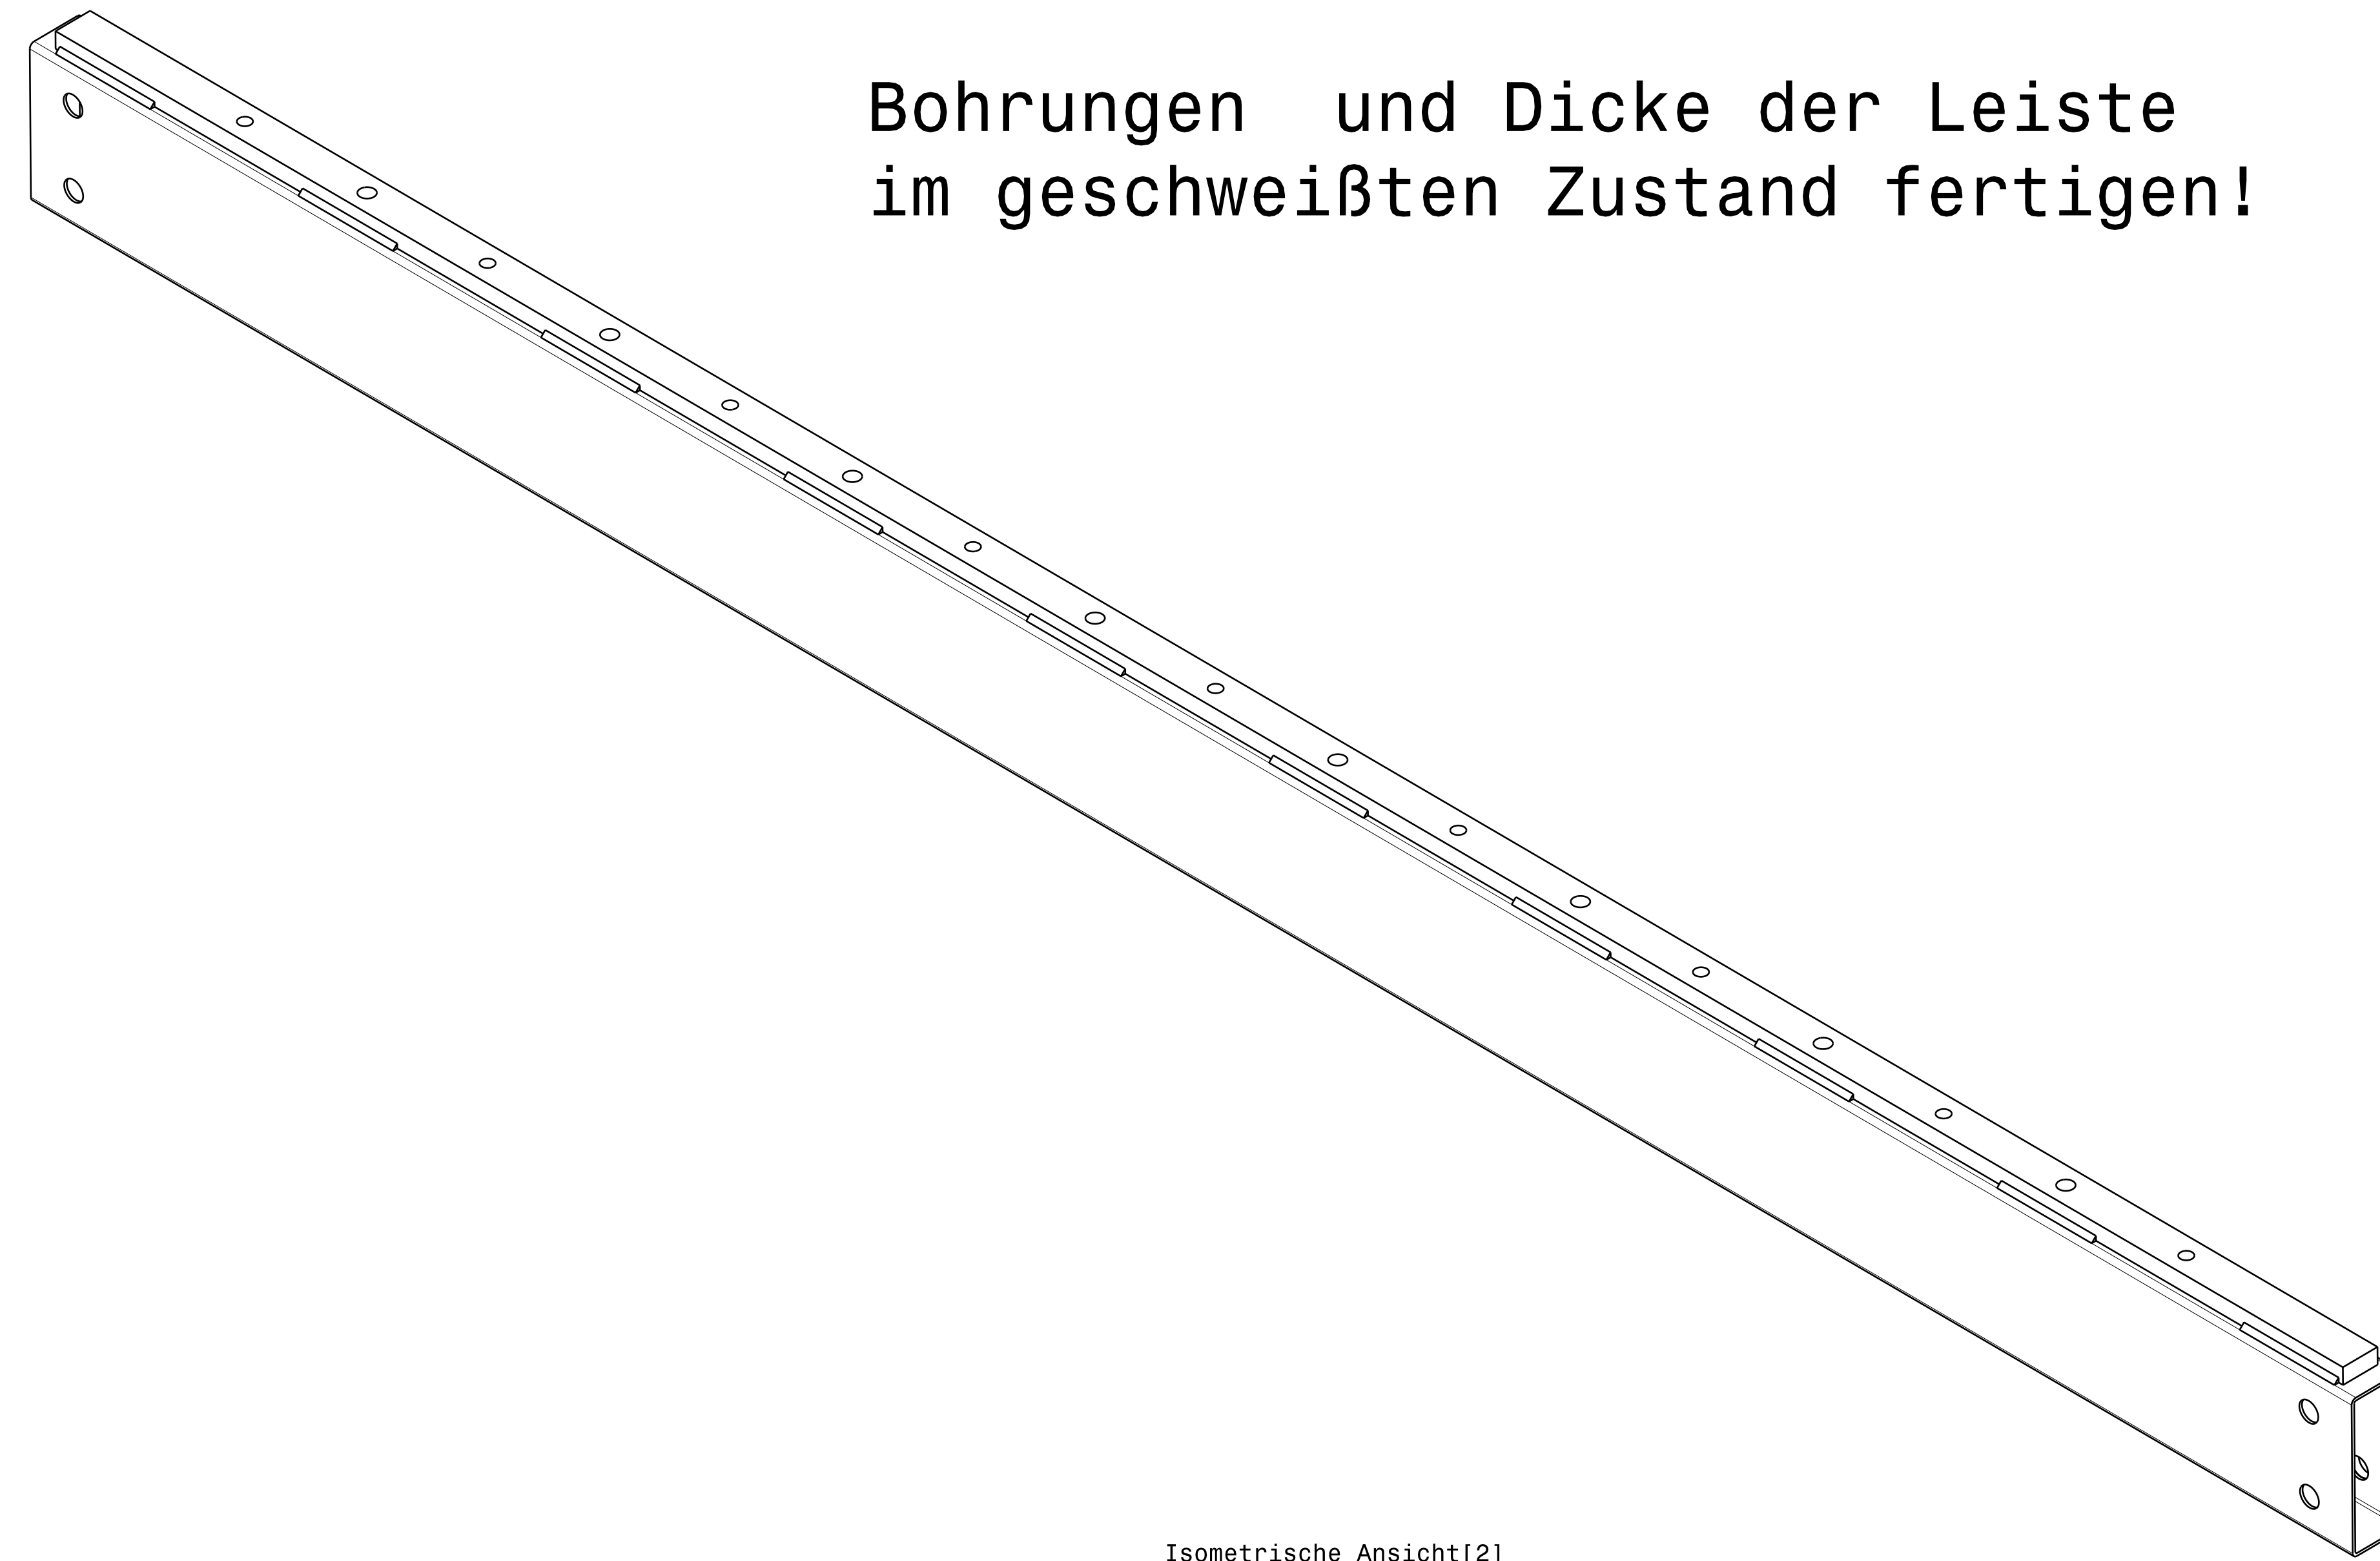 Bohrungen  und Dicke der Leiste
im geschweißten Zustand fertigen!
Isometrische Ansicht[2]